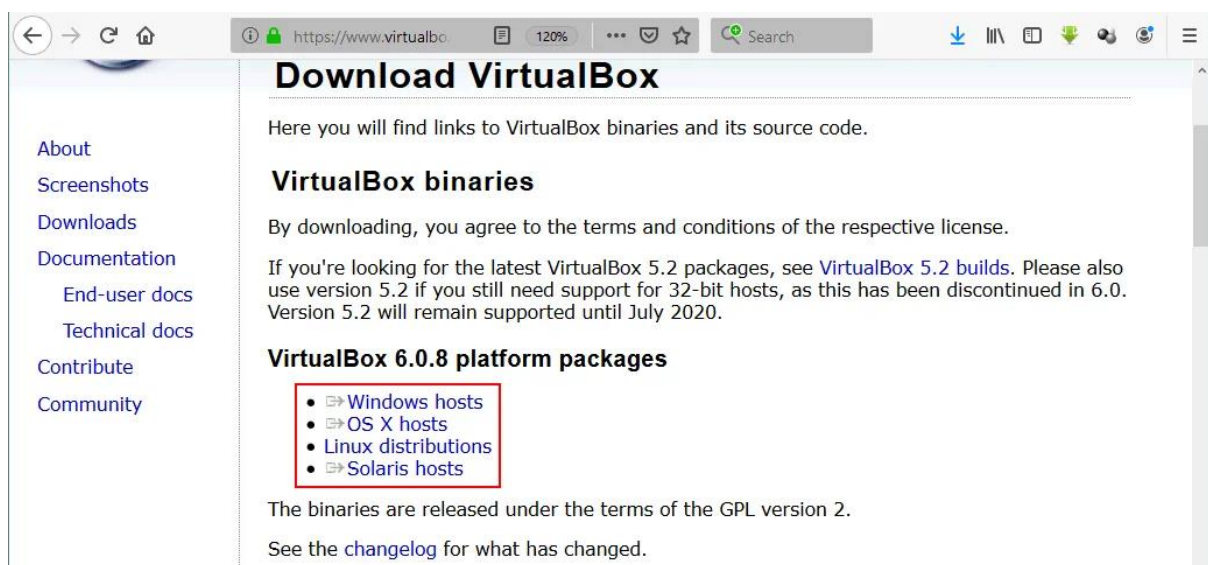 https://www.virtualbo
120%
Search
Download VirtualBox
Here you will find links to VirtualBox binaries and its source code.
About
Screenshots
Downloads
Documentation
End-user docs
Technical docs
Contribute
Community
VirtualBox binaries
By downloading, you agree to the terms and conditions of the respective license.
If you're looking for the latest VirtualBox 5.2 packages, see VirtualBox 5.2 builds. Please also
use version 5.2 if you still need support for 32-bit hosts, as this has been discontinued in 6.0.
Version 5.2 will remain supported until July 2020.
VirtualBox 6.0.8 platform packages
Windows hosts
OS X hosts
Linux distributions
Solaris hosts
The binaries are released under the terms of the GPL version 2.
See the changelog for what has changed.